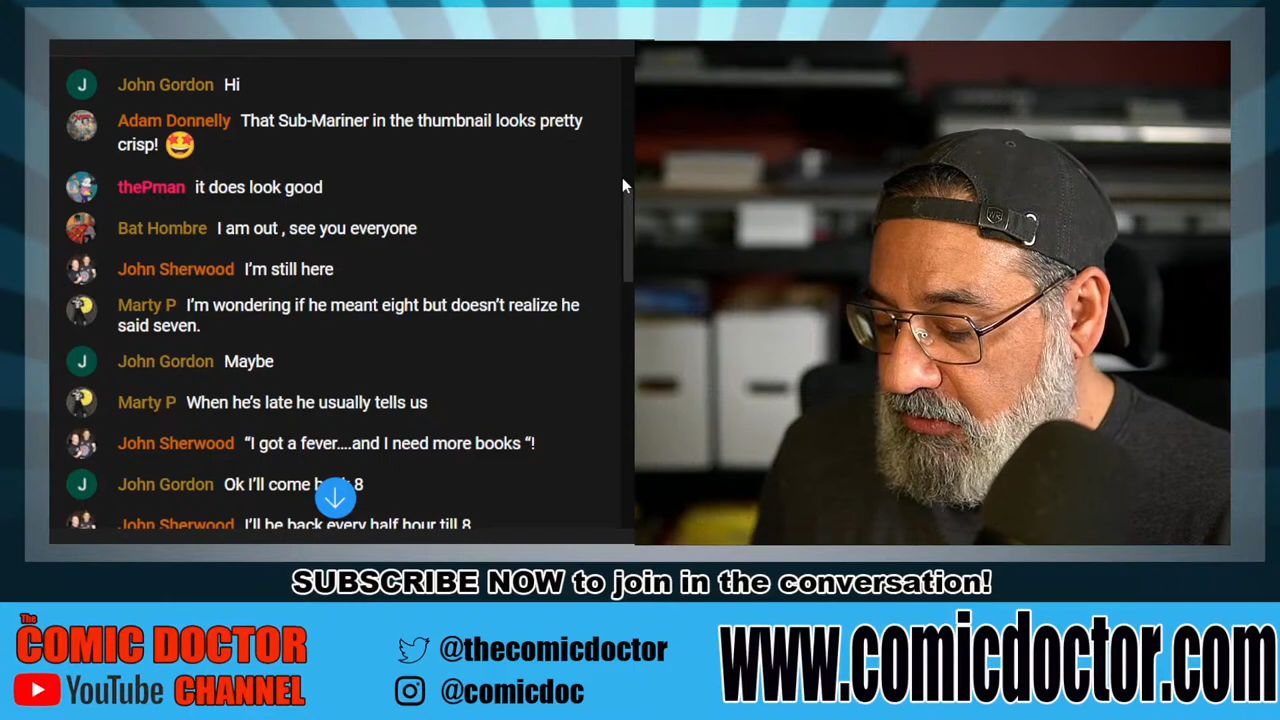 J John Gordon Hi
Adam Donnelly That Sub-Mariner in the thumbnail looks pretty
crisp! 🤩
thePman it does look good
Bat Hombre I am out , see you everyone
John Sherwood I’m still here
Marty P I’m wondering if he meant eight but doesn’t realize he
said seven.
J John Gordon Maybe
Marty P When he’s late he usually tells us
John Sherwood “I got a fever....and I need more books “!
J John Gordon Ok I’ll come 8
John Sherwood I’ll be back every half hour till 8
SUBSCRIBE NOW to join in the conversation!
The
COMIC DOCTOR
YouTube CHANNEL
@thecomicdoctor
@comicdoc
www.comicdoctor.com